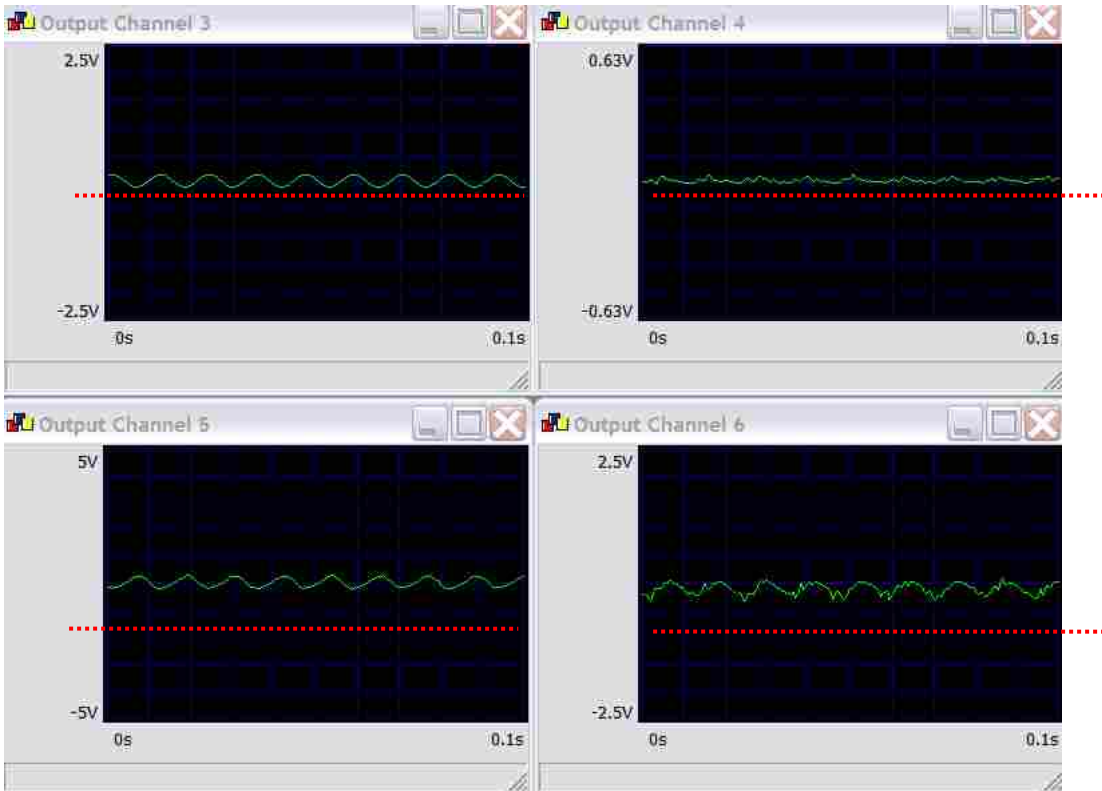 Output Channel 3
2.5V
-2.5V
0s 0.1s
Output Channel 4
0.63V
-0.63V
0s 0.1s
Output Channel 5
5V
-5V
0s 0.1s
Output Channel 6
2.5V
-2.5V
0s 0.1s